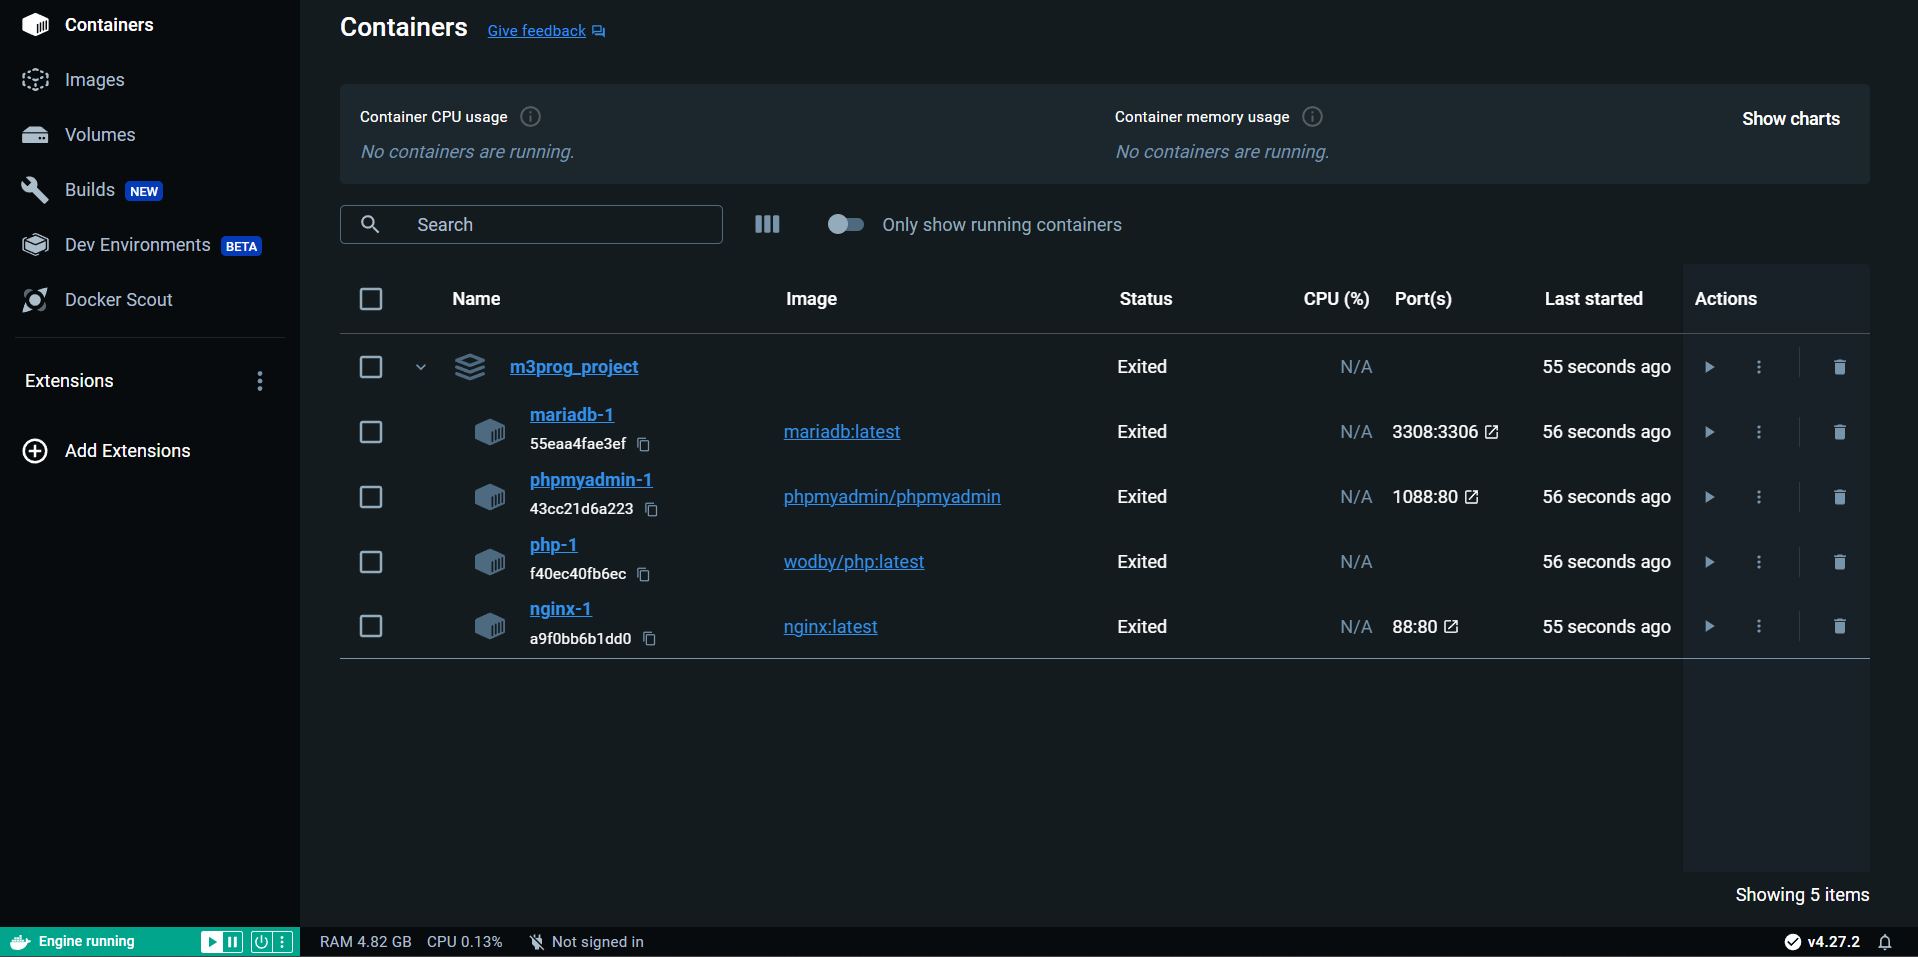 Containers
Images
Volumes
Builds NEW
Dev Environments BETA
Docker Scout
Extensions
Add Extensions
Containers Give feedback
Container CPU usage
No containers are running.
Container memory usage
No containers are running.
Show charts
Search
Only show running containers
Name Image Status CPU (%) Port(s) Last started Actions
m3prog_project Exited N/A 55 seconds ago
mariadb-1
55eaa4fae3ef
mariadb:latest Exited N/A 3308:3306 56 seconds ago
phpmyadmin-1
43cc21d6a223
phpmyadmin/phpmyadmin Exited N/A 1088:80 56 seconds ago
php-1
f40ec40fb6ec
wodby/php:latest Exited N/A 56 seconds ago
nginx-1
a9f0bb6b1dd0
nginx:latest Exited N/A 88:80 55 seconds ago
Showing 5 items
Engine running
RAM 4.82 GB CPU 0.13% Not signed in
v4.27.2